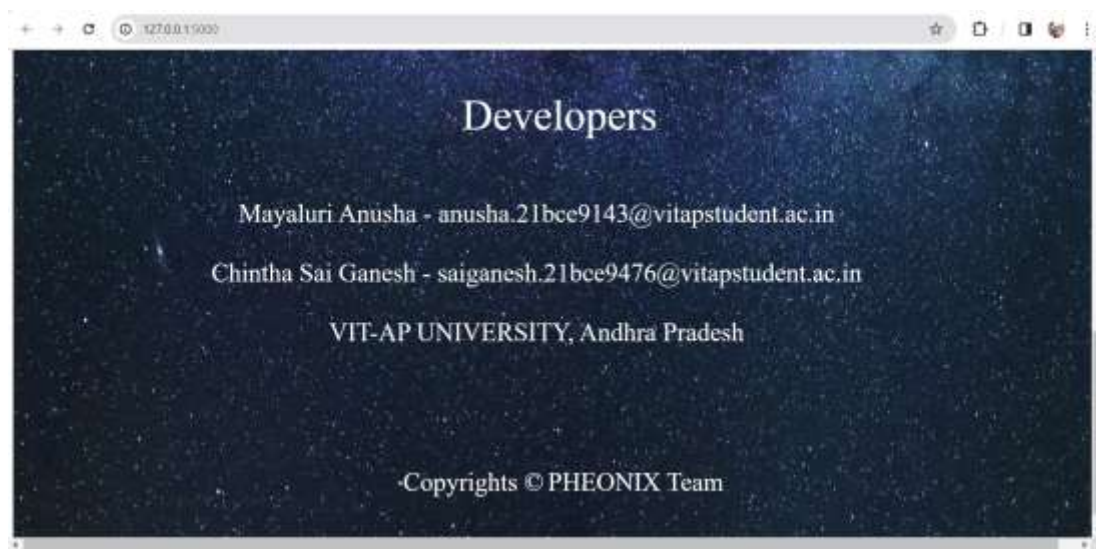 127.0.0.1:5000
Developers
Mayaluri Anusha - anusha.21bce9143@vitapstudent.ac.in
Chintha Sai Ganesh - saiganesh.21bce9476@vitapstudent.ac.in
VIT-AP UNIVERSITY, Andhra Pradesh
Copyrights © PHEONIX Team